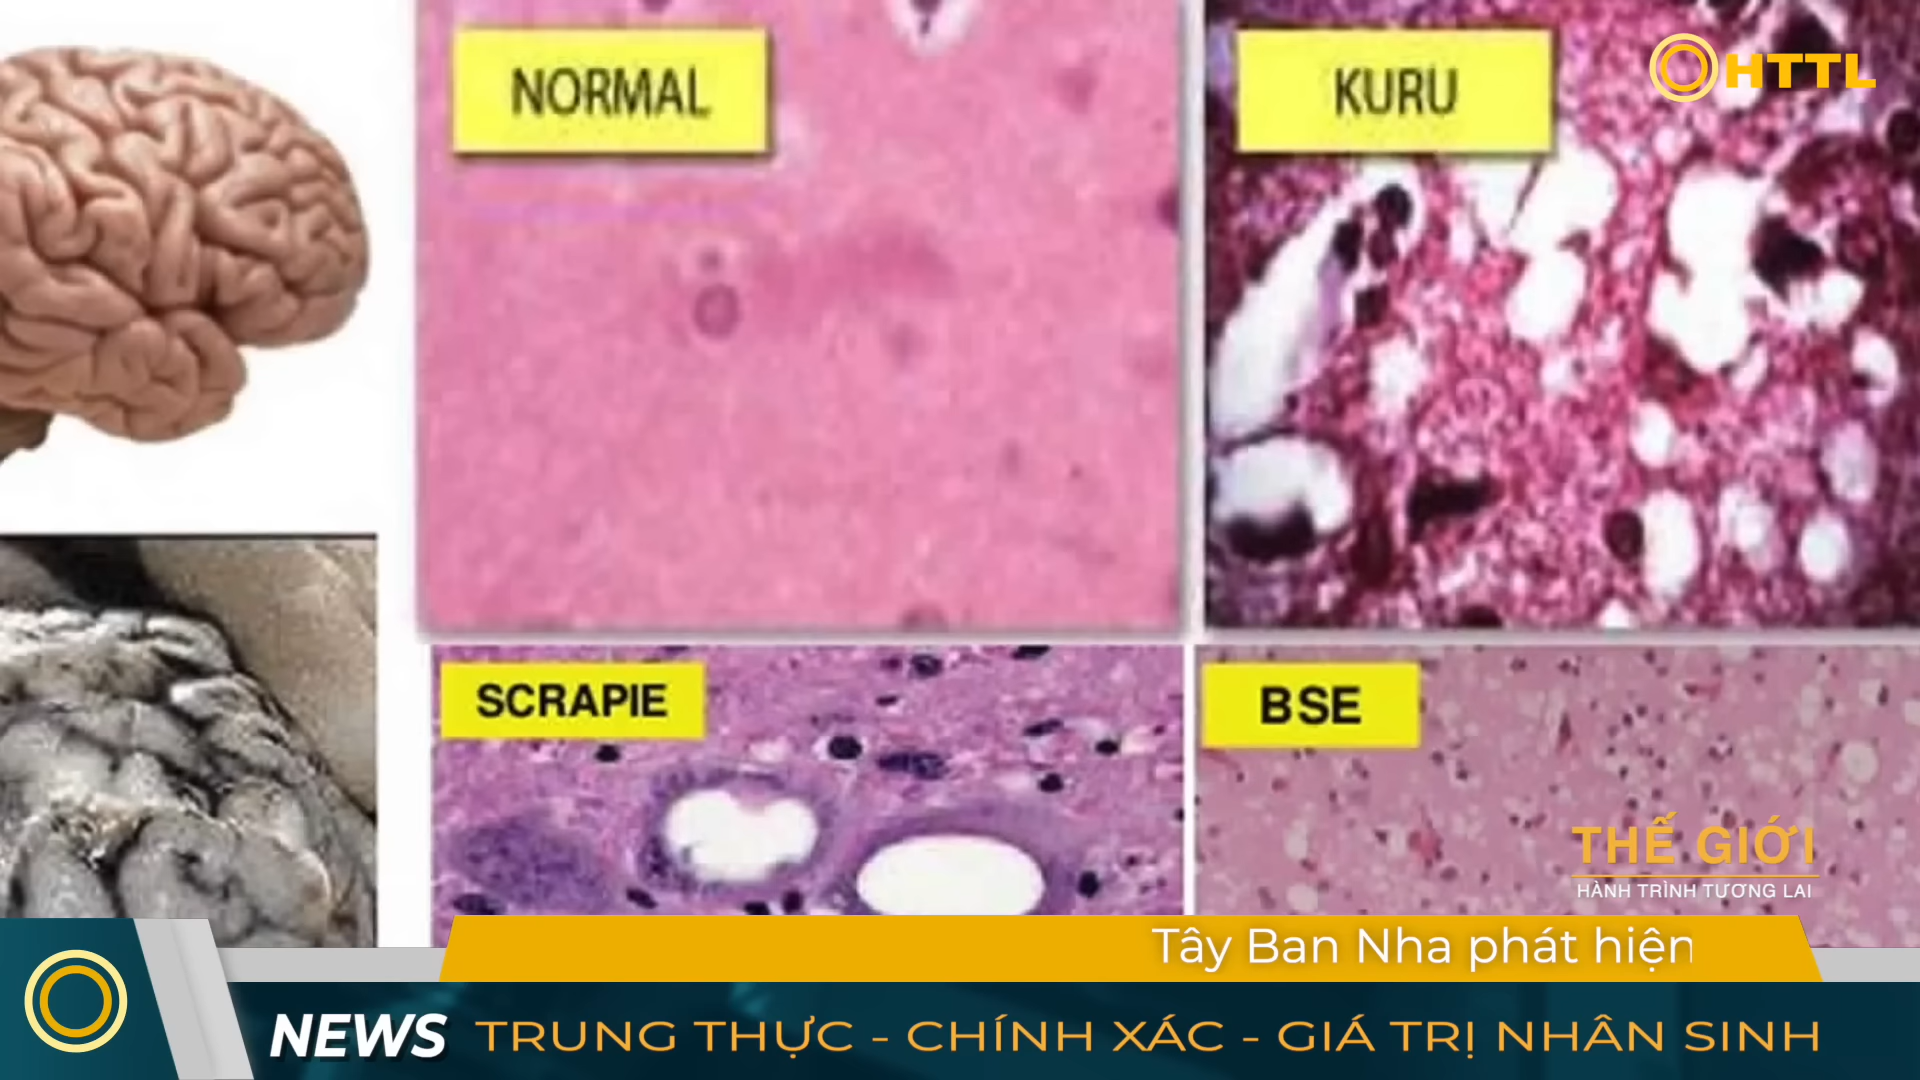 NORMAL
KURU
HTTL
SCRAPIE
BSE
THẾ GIỚI
HÀNH TRÌNH TƯƠNG LAI
Tây Ban Nha phát hiện
NEWS
TRUNG THỰC - CHÍNH XÁC - GIÁ TRỊ NHÂN SINH